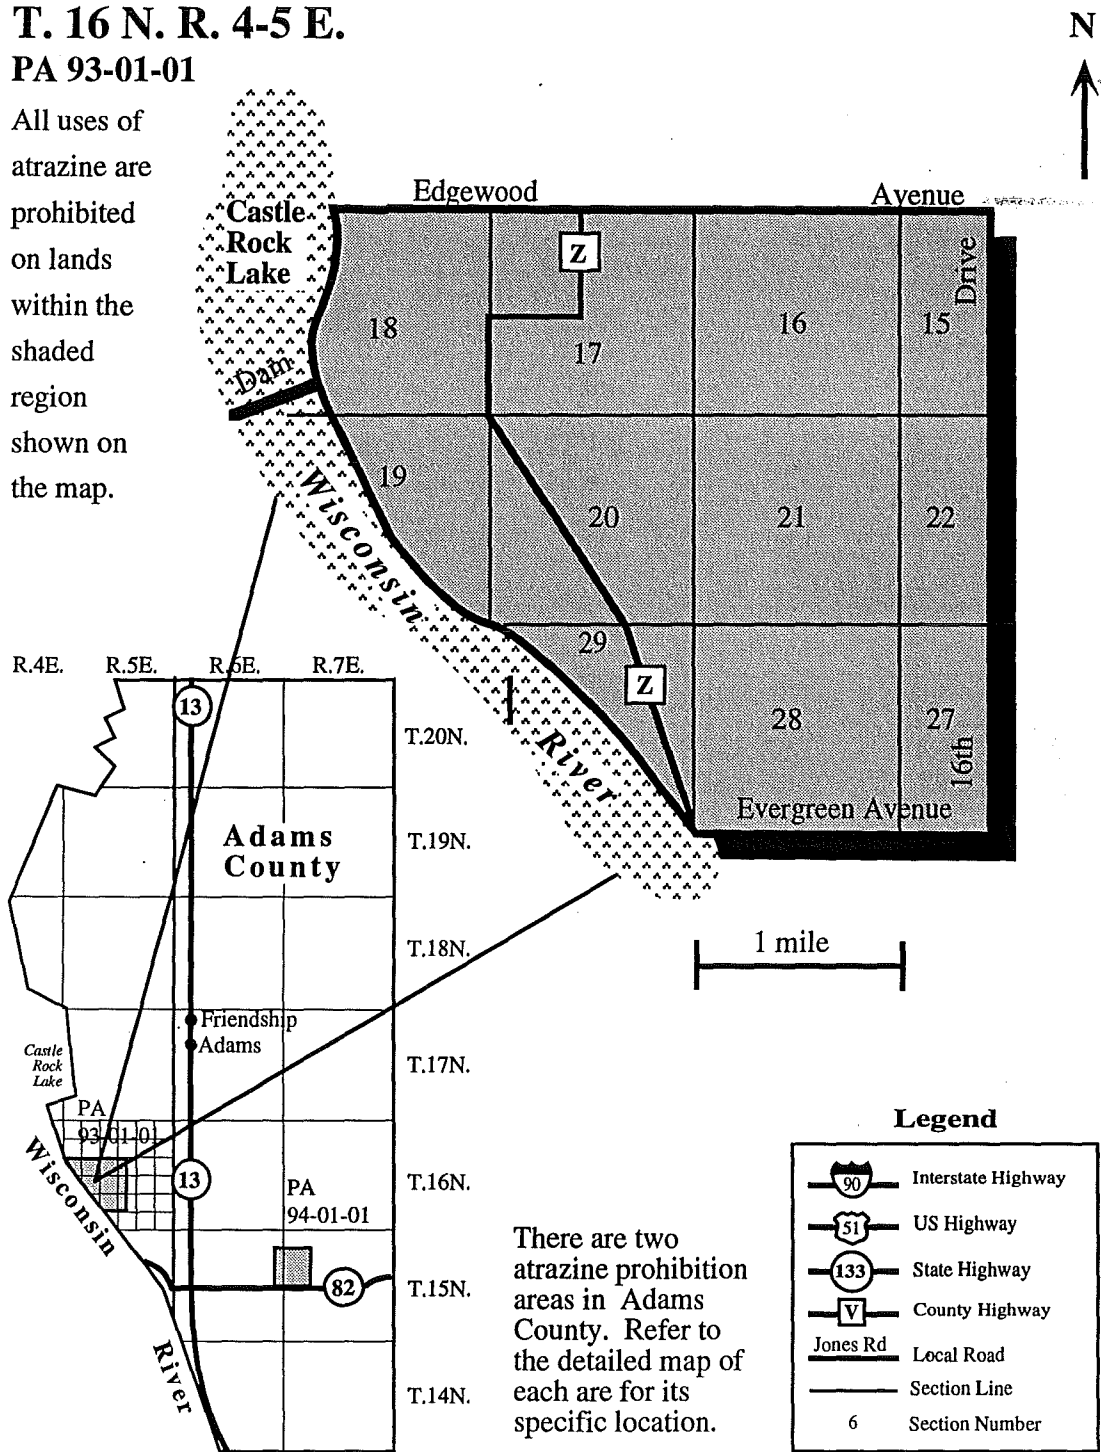 T. 16 N. R. 4-5 E.
PA 93-01-01
All uses of
atrazine are
prohibited
on lands
within the
shaded
region
shown on
the map.
N
Edgewood Avenue
Castle
Rock
Lake
Z
Drive
18
17
16
15
Dam
19
20
21
22
Wisconsin
29
Z
28
27
16th
River
Evergreen Avenue
1 mile
R.4E. R.5E. R.6E. R.7E.
13
T.20N.
Adams
County
T.19N.
T.18N.
Friendship
Adams
Castle
Rock
Lake
T.17N.
PA
93-01-01
Wisconsin
13
T.16N.
PA
94-01-01
82
T.15N.
River
T.14N.
There are two
atrazine prohibition
areas in Adams
County. Refer to
the detailed map of
each are for its
specific location.
Legend
90 Interstate Highway
51 US Highway
133 State Highway
V County Highway
Jones Rd Local Road
Section Line
6 Section Number